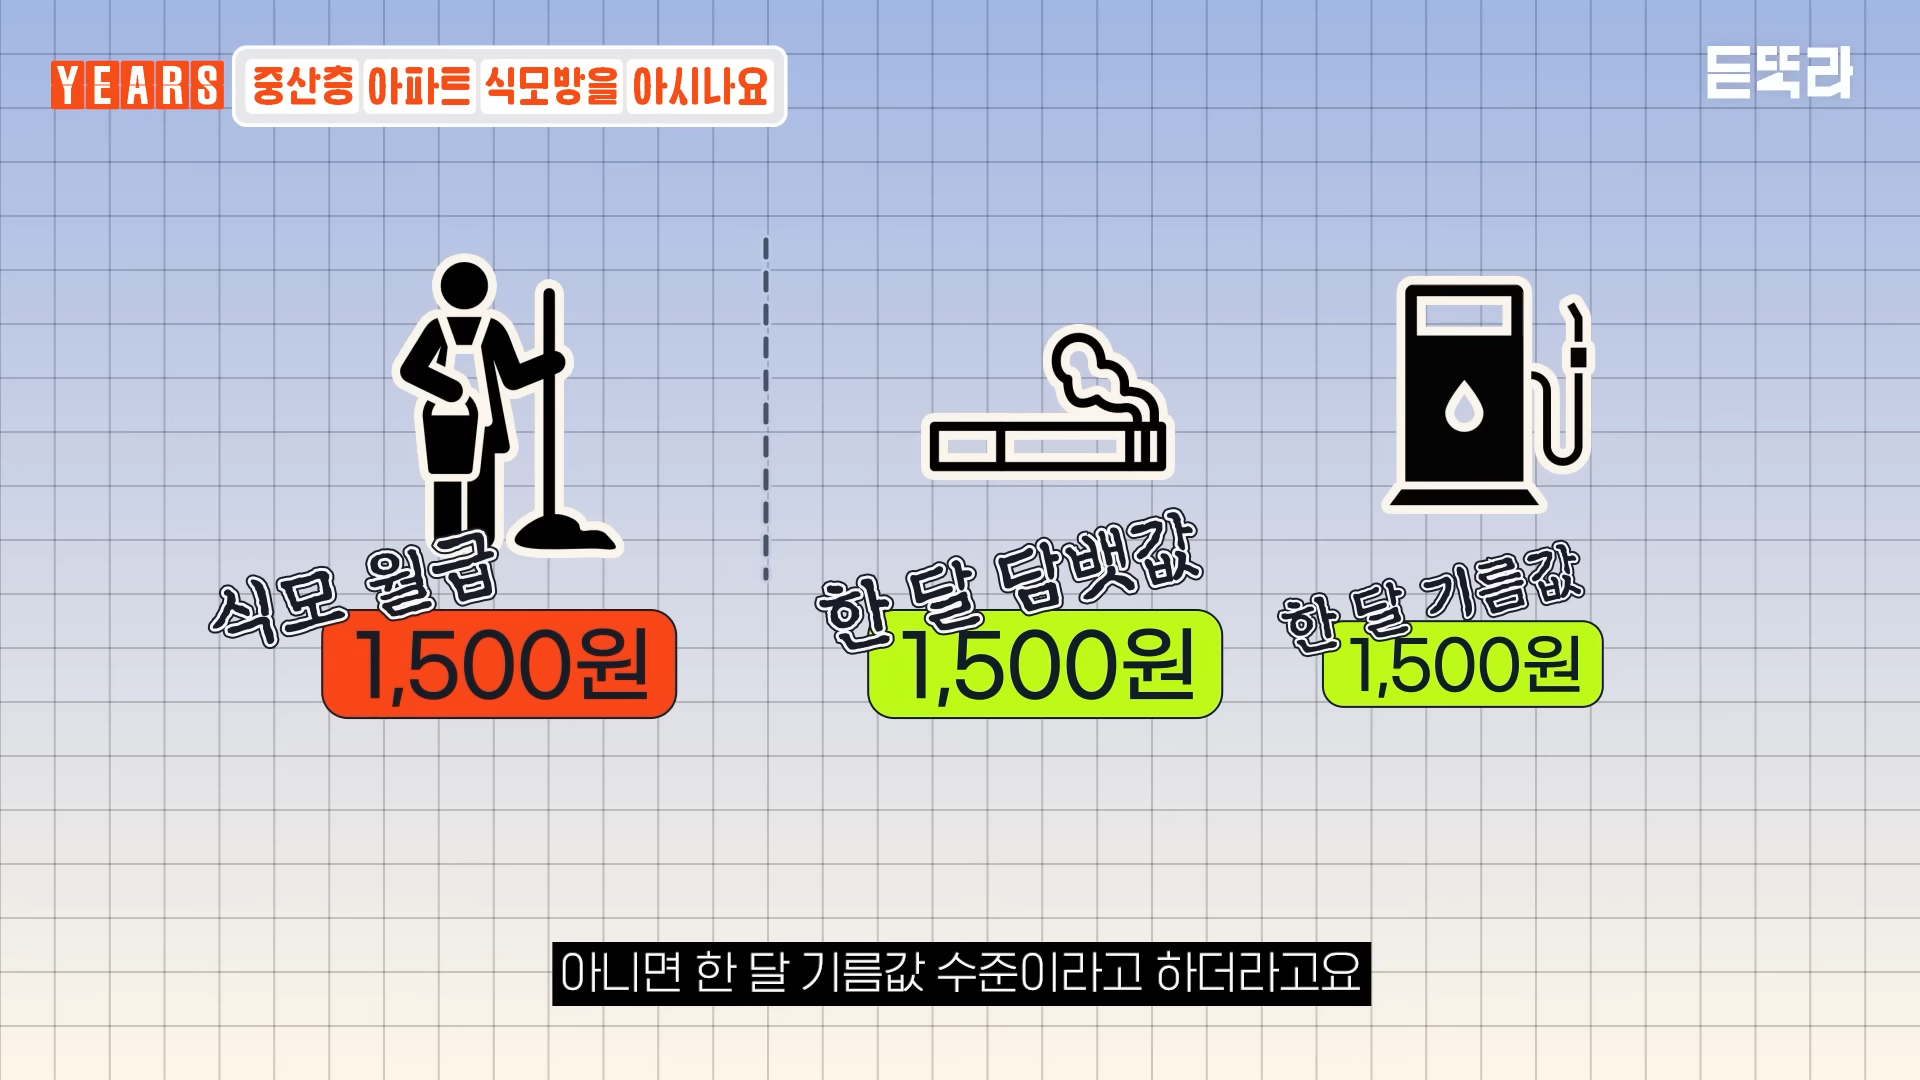 YEARS 중산층 아파트 식모방을 아시나요
듣똑라
식모 월급
1,500원
한 달 담뱃값
1,500원
한 달 기름값
1,500원
아니면 한 달 기름값 수준이라고 하더라고요